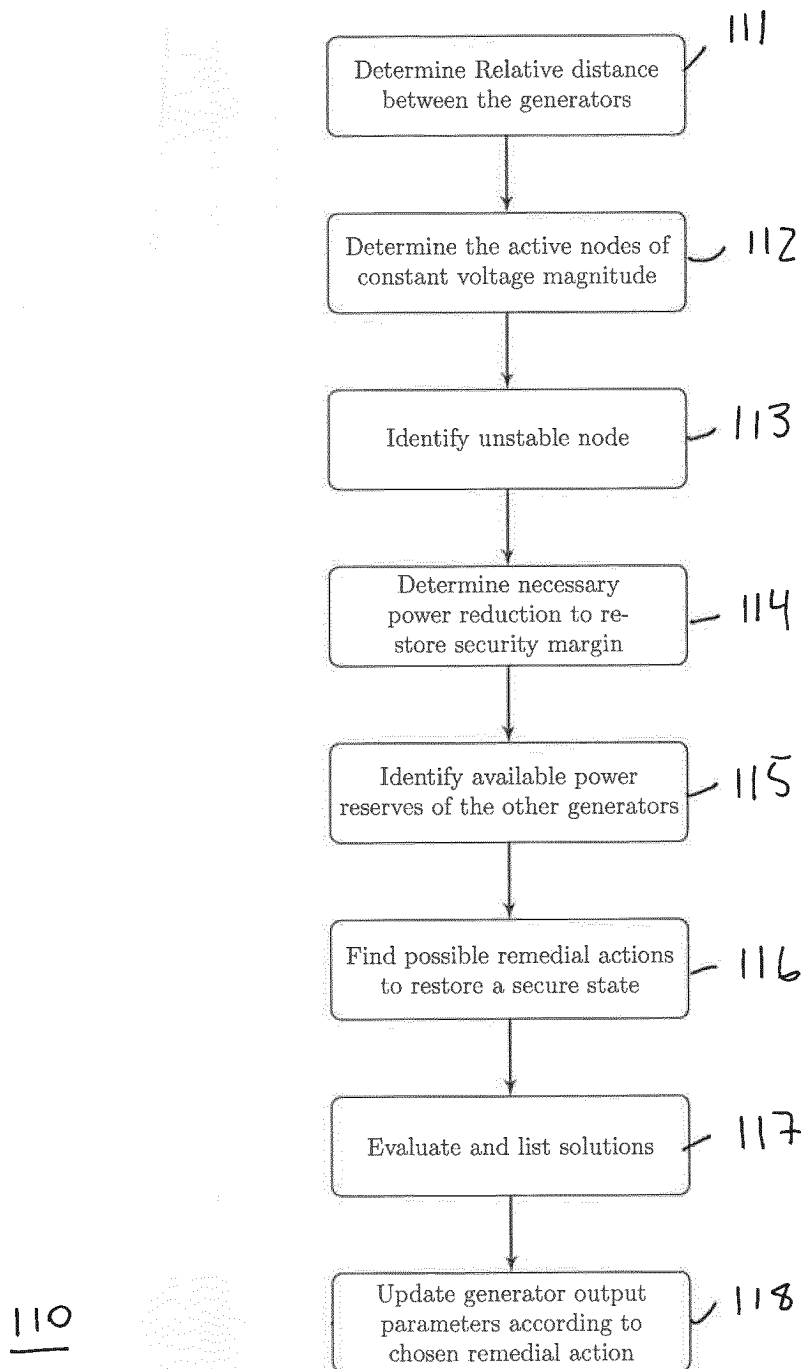 111
Determine Relative distance
between the generators
112
Determine the active nodes of
constant voltage magnitude
113
Identify unstable node
Determine necessary
power reduction to re-
store security margin
114
Identify available power
reserves of the other generators
115
Find possible remedial actions
to restore a secure state
116
Evaluate and list solutions
117
Update generator output
parameters according to
chosen remedial action
118
110